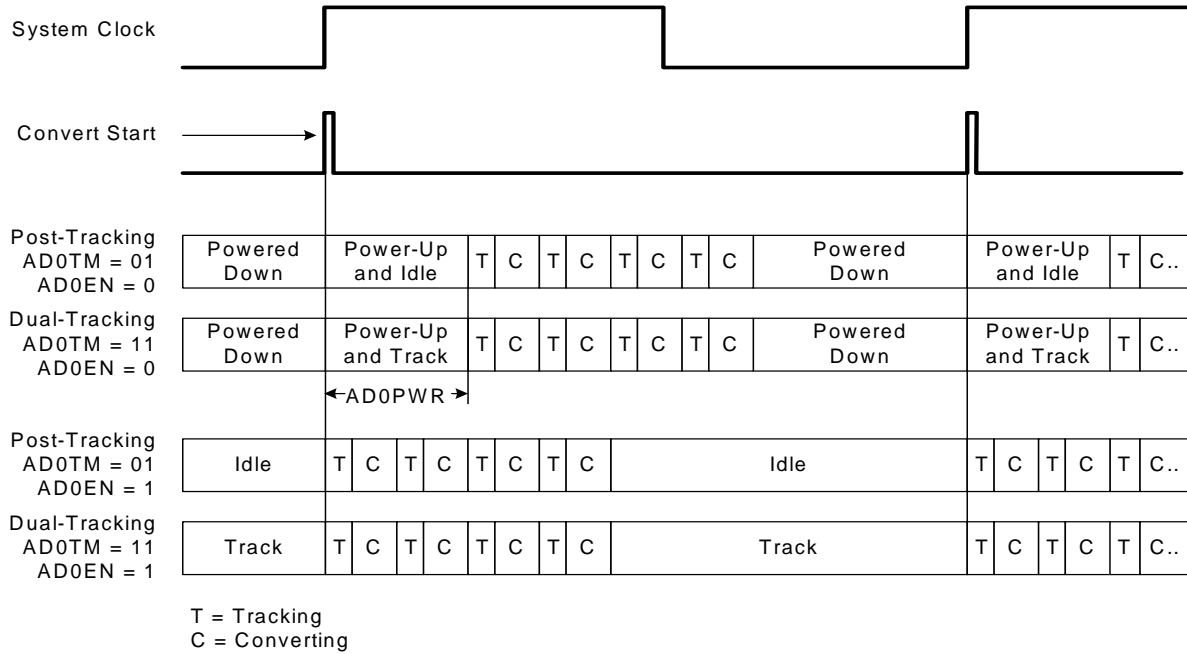 System Clock
Convert Start
Post-Tracking
AD0TM = 01
AD0EN = 0
Powered
Down
Power-Up
and Idle
T C T C T C T C
Powered
Down
Power-Up
and Idle
T C..
Dual-Tracking
AD0TM = 11
AD0EN = 0
Powered
Down
Power-Up
and Track
T C T C T C T C
Powered
Down
Power-Up
and Track
T C..
AD0PWR
Post-Tracking
AD0TM = 01
AD0EN = 1
Idle T C T C T C T C Idle T C T C T C..
Dual-Tracking
AD0TM = 11
AD0EN = 1
Track T C T C T C T C Track T C T C T C..
T = Tracking
C = Converting